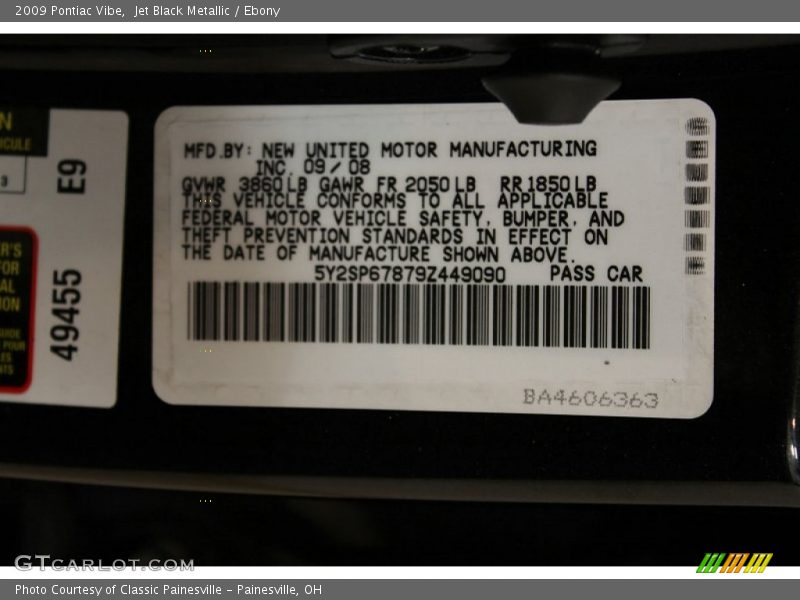 2009 Pontiac Vibe,  Jet Black Metallic / Ebony
MFD.BY: NEW UNITED MOTOR MANUFACTURING
INC. 09/08
GVWR 3860LB GAWR FR 2050LB RR1850LB
THIS VEHICLE CONFORMS TO ALL APPLICABLE
FEDERAL MOTOR VEHICLE SAFETY, BUMPER, AND
THEFT PREVENTION STANDARDS IN EFFECT ON
THE DATE OF MANUFACTURE SHOWN ABOVE.
5Y2SP67879Z449090 PASS CAR
BA4606363
E9
49455
3
GTCARLOT.COM
Photo Courtesy of Classic Painesville - Painesville, OH